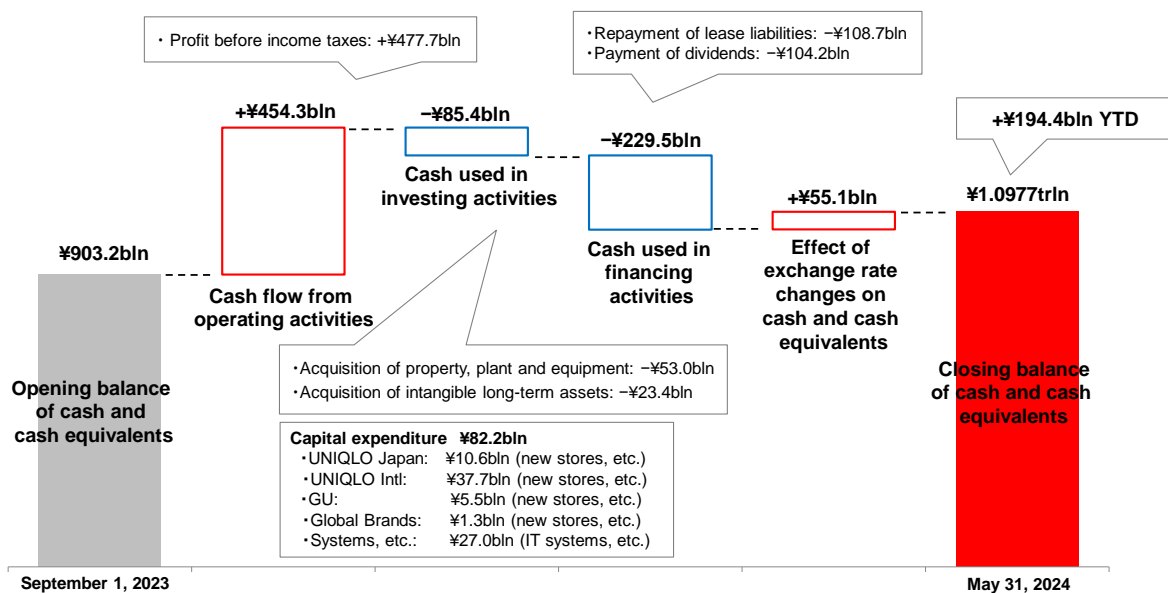 ・Profit before income taxes: +¥477.7bln
・Repayment of lease liabilities: −¥108.7bln
・Payment of dividends: −¥104.2bln
+¥194.4bln YTD
+¥454.3bln
−¥85.4bln
−¥229.5bln
Cash used in
investing activities
¥1.0977trln
+¥55.1bln
¥903.2bln
Cash flow from
operating activities
Cash used in
financing
activities
Effect of
exchange rate
changes on
cash and cash
equivalents
・Acquisition of property, plant and equipment: −¥53.0bln
・Acquisition of intangible long-term assets: −¥23.4bln
Opening balance
of cash and
cash equivalents
Closing balance
of cash and cash
equivalents
Capital expenditure ¥82.2bln
・UNIQLO Japan: ¥10.6bln (new stores, etc.)
・UNIQLO Intl: ¥37.7bln (new stores, etc.)
・GU: ¥5.5bln (new stores, etc.)
・Global Brands: ¥1.3bln (new stores, etc.)
・Systems, etc.: ¥27.0bln (IT systems, etc.)
September 1, 2023
May 31, 2024